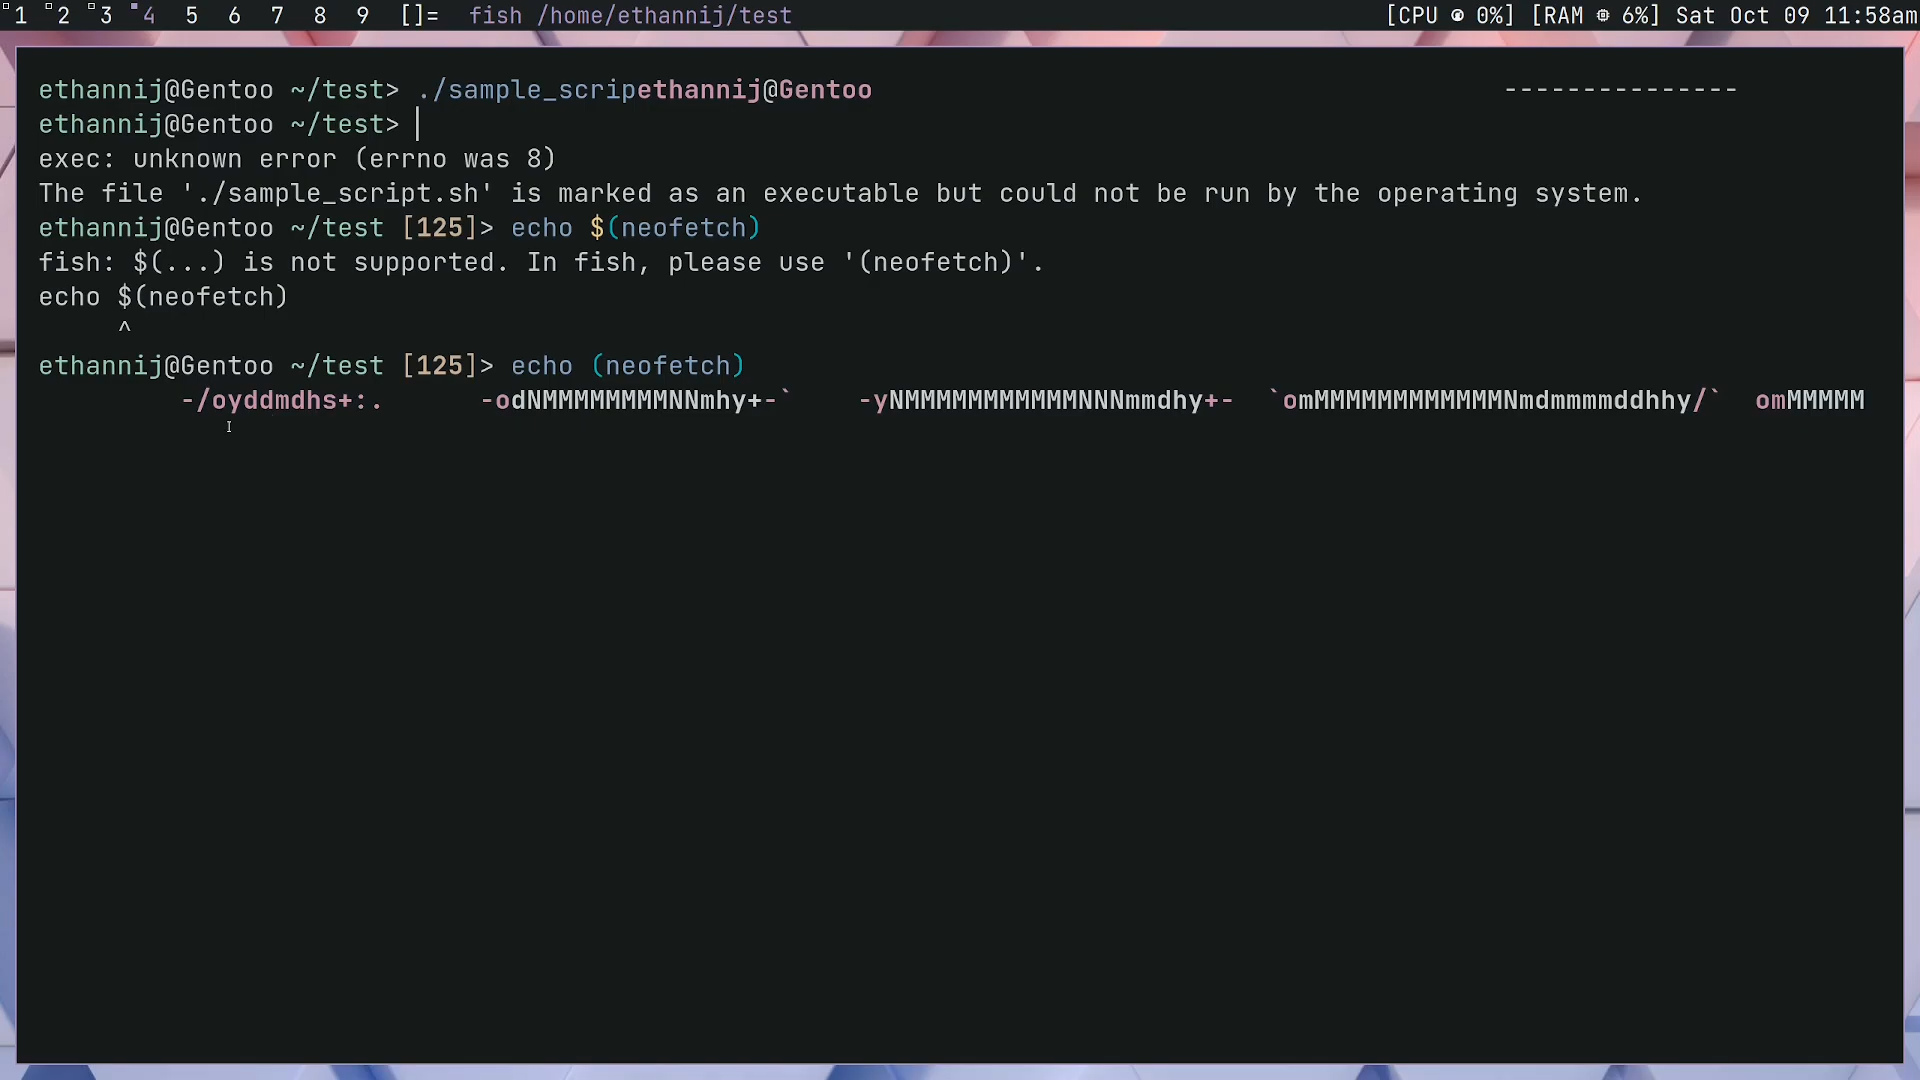 1 2 3 4 5 6 7 8 9 []= fish /home/ethannij/test [CPU 0%] [RAM 6%] Sat Oct 09 11:58am
ethannij@Gentoo ~/test> ./sample_scripethannij@Gentoo ---------------
ethannij@Gentoo ~/test>
exec: unknown error (errno was 8)
The file './sample_script.sh' is marked as an executable but could not be run by the operating system.
ethannij@Gentoo ~/test [125]> echo $(neofetch)
fish: $(...) is not supported. In fish, please use '(neofetch)'.
echo $(neofetch)
^
ethannij@Gentoo ~/test [125]> echo (neofetch)
-/oyddmdhs+:. -odNMMMMMMMMNNmhy+-` -yNMMMMMMMMMMMNNNmmdhy+- `omMMMMMMMMMMMMNmdmmmmddhhy/` omMMMMM